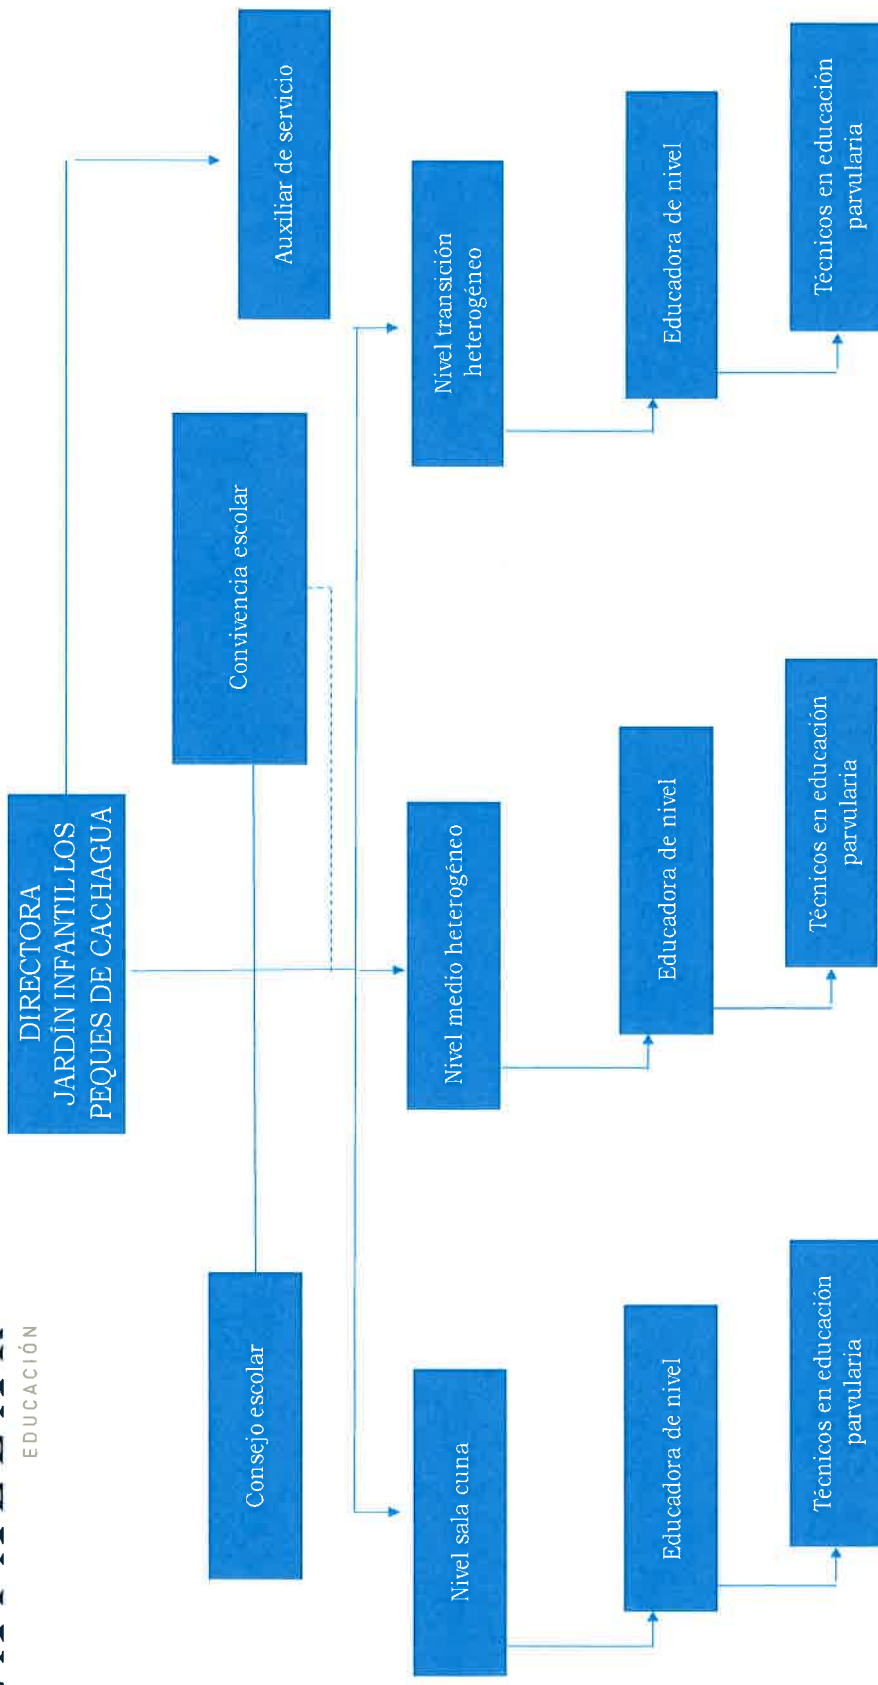 EDUCACIÓN
DIRECTORA
JARDÍN INFANTIL LOS
PEQUES DE CACHAGUA
Auxiliar de servicio
Convivencia escolar
Consejo escolar
Nivel sala cuna
Nivel medio heterogéneo
Nivel transición
heterogéneo
Educadora de nivel
Educadora de nivel
Educadora de nivel
Técnicos en educación
parvularia
Técnicos en educación
parvularia
Técnicos en educación
parvularia